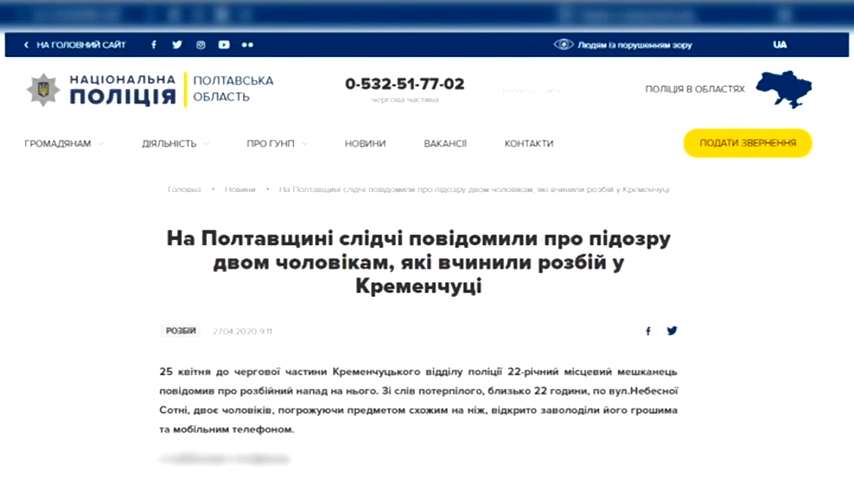 НА ГОЛОВНИЙ САЙТ
Людям із порушенням зору
UA
НАЦІОНАЛЬНА
ПОЛІЦІЯ
ПОЛТАВСЬКА
ОБЛАСТЬ
0-532-51-77-02
чергова частина
ПОЛІЦІЯ В ОБЛАСТЯХ
ГРОМАДЯНАМ
ДІЯЛЬНІСТЬ
ПРО ГУНП
НОВИНИ
ВАКАНСІЇ
КОНТАКТИ
ПОДАТИ ЗВЕРНЕННЯ
Головна • Новини • На Полтавщині слідчі повідомили про підозру двом чоловікам, які вчинили розбій у Кременчуці
На Полтавщині слідчі повідомили про підозру
двом чоловікам, які вчинили розбій у
Кременчуці
РОЗБІЙ 27.04.2020 9:11
25 квітня до чергової частини Кременчуцького відділу поліції 22-річний місцевий мешканець
повідомив про розбійний напад на нього. Зі слів потерпілого, близько 22 години, по вул.Небесної
Сотні, двоє чоловіків, погрожуючи предметом схожим на ніж, відкрито заволоділи його грошима
та мобільним телефоном.